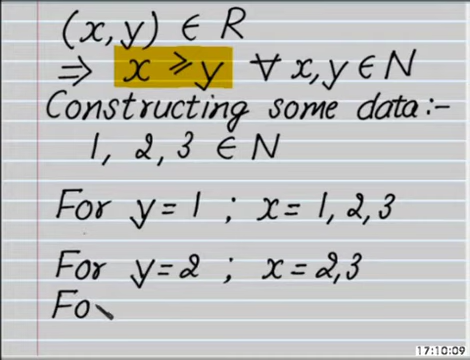 (x, y) ∈ R
⇒ x ⩾ y ∀ x, y ∈ N
Constructing some data :-
1, 2, 3 ∈ N
For y = 1 ; x = 1, 2, 3
For y = 2 ; x = 2, 3
Fo
17:10:09